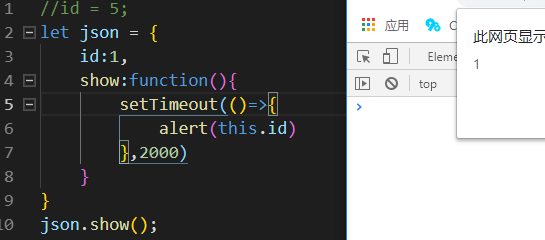 1 //id = 5;
2 let json = {
3 id:1,
4 show:function(){
5 setTimeout(()=>{
6 alert(this.id)
7 },2000)
8 }
9 }
10 json.show();
应用
此网页显示
1
Eleme
top